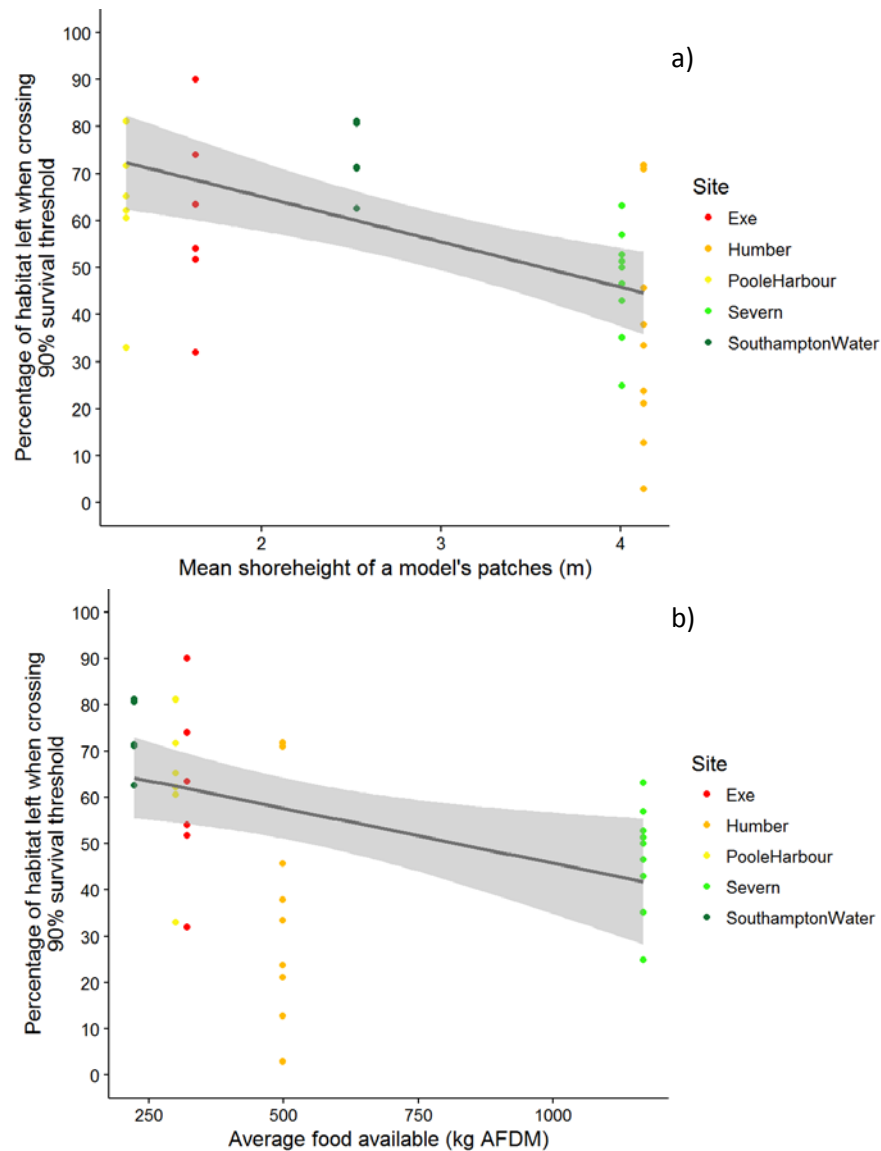 a)
Percentage of habitat left when crossing
90% survival threshold
100
90
80
70
60
50
40
30
20
10
0
2
3
4
Mean shoreheight of a model's patches (m)
Site
Exe
Humber
PooleHarbour
Severn
SouthamptonWater
b)
Percentage of habitat left when crossing
90% survival threshold
100
90
80
70
60
50
40
30
20
10
0
250
500
750
1000
Average food available (kg AFDM)
Site
Exe
Humber
PooleHarbour
Severn
SouthamptonWater